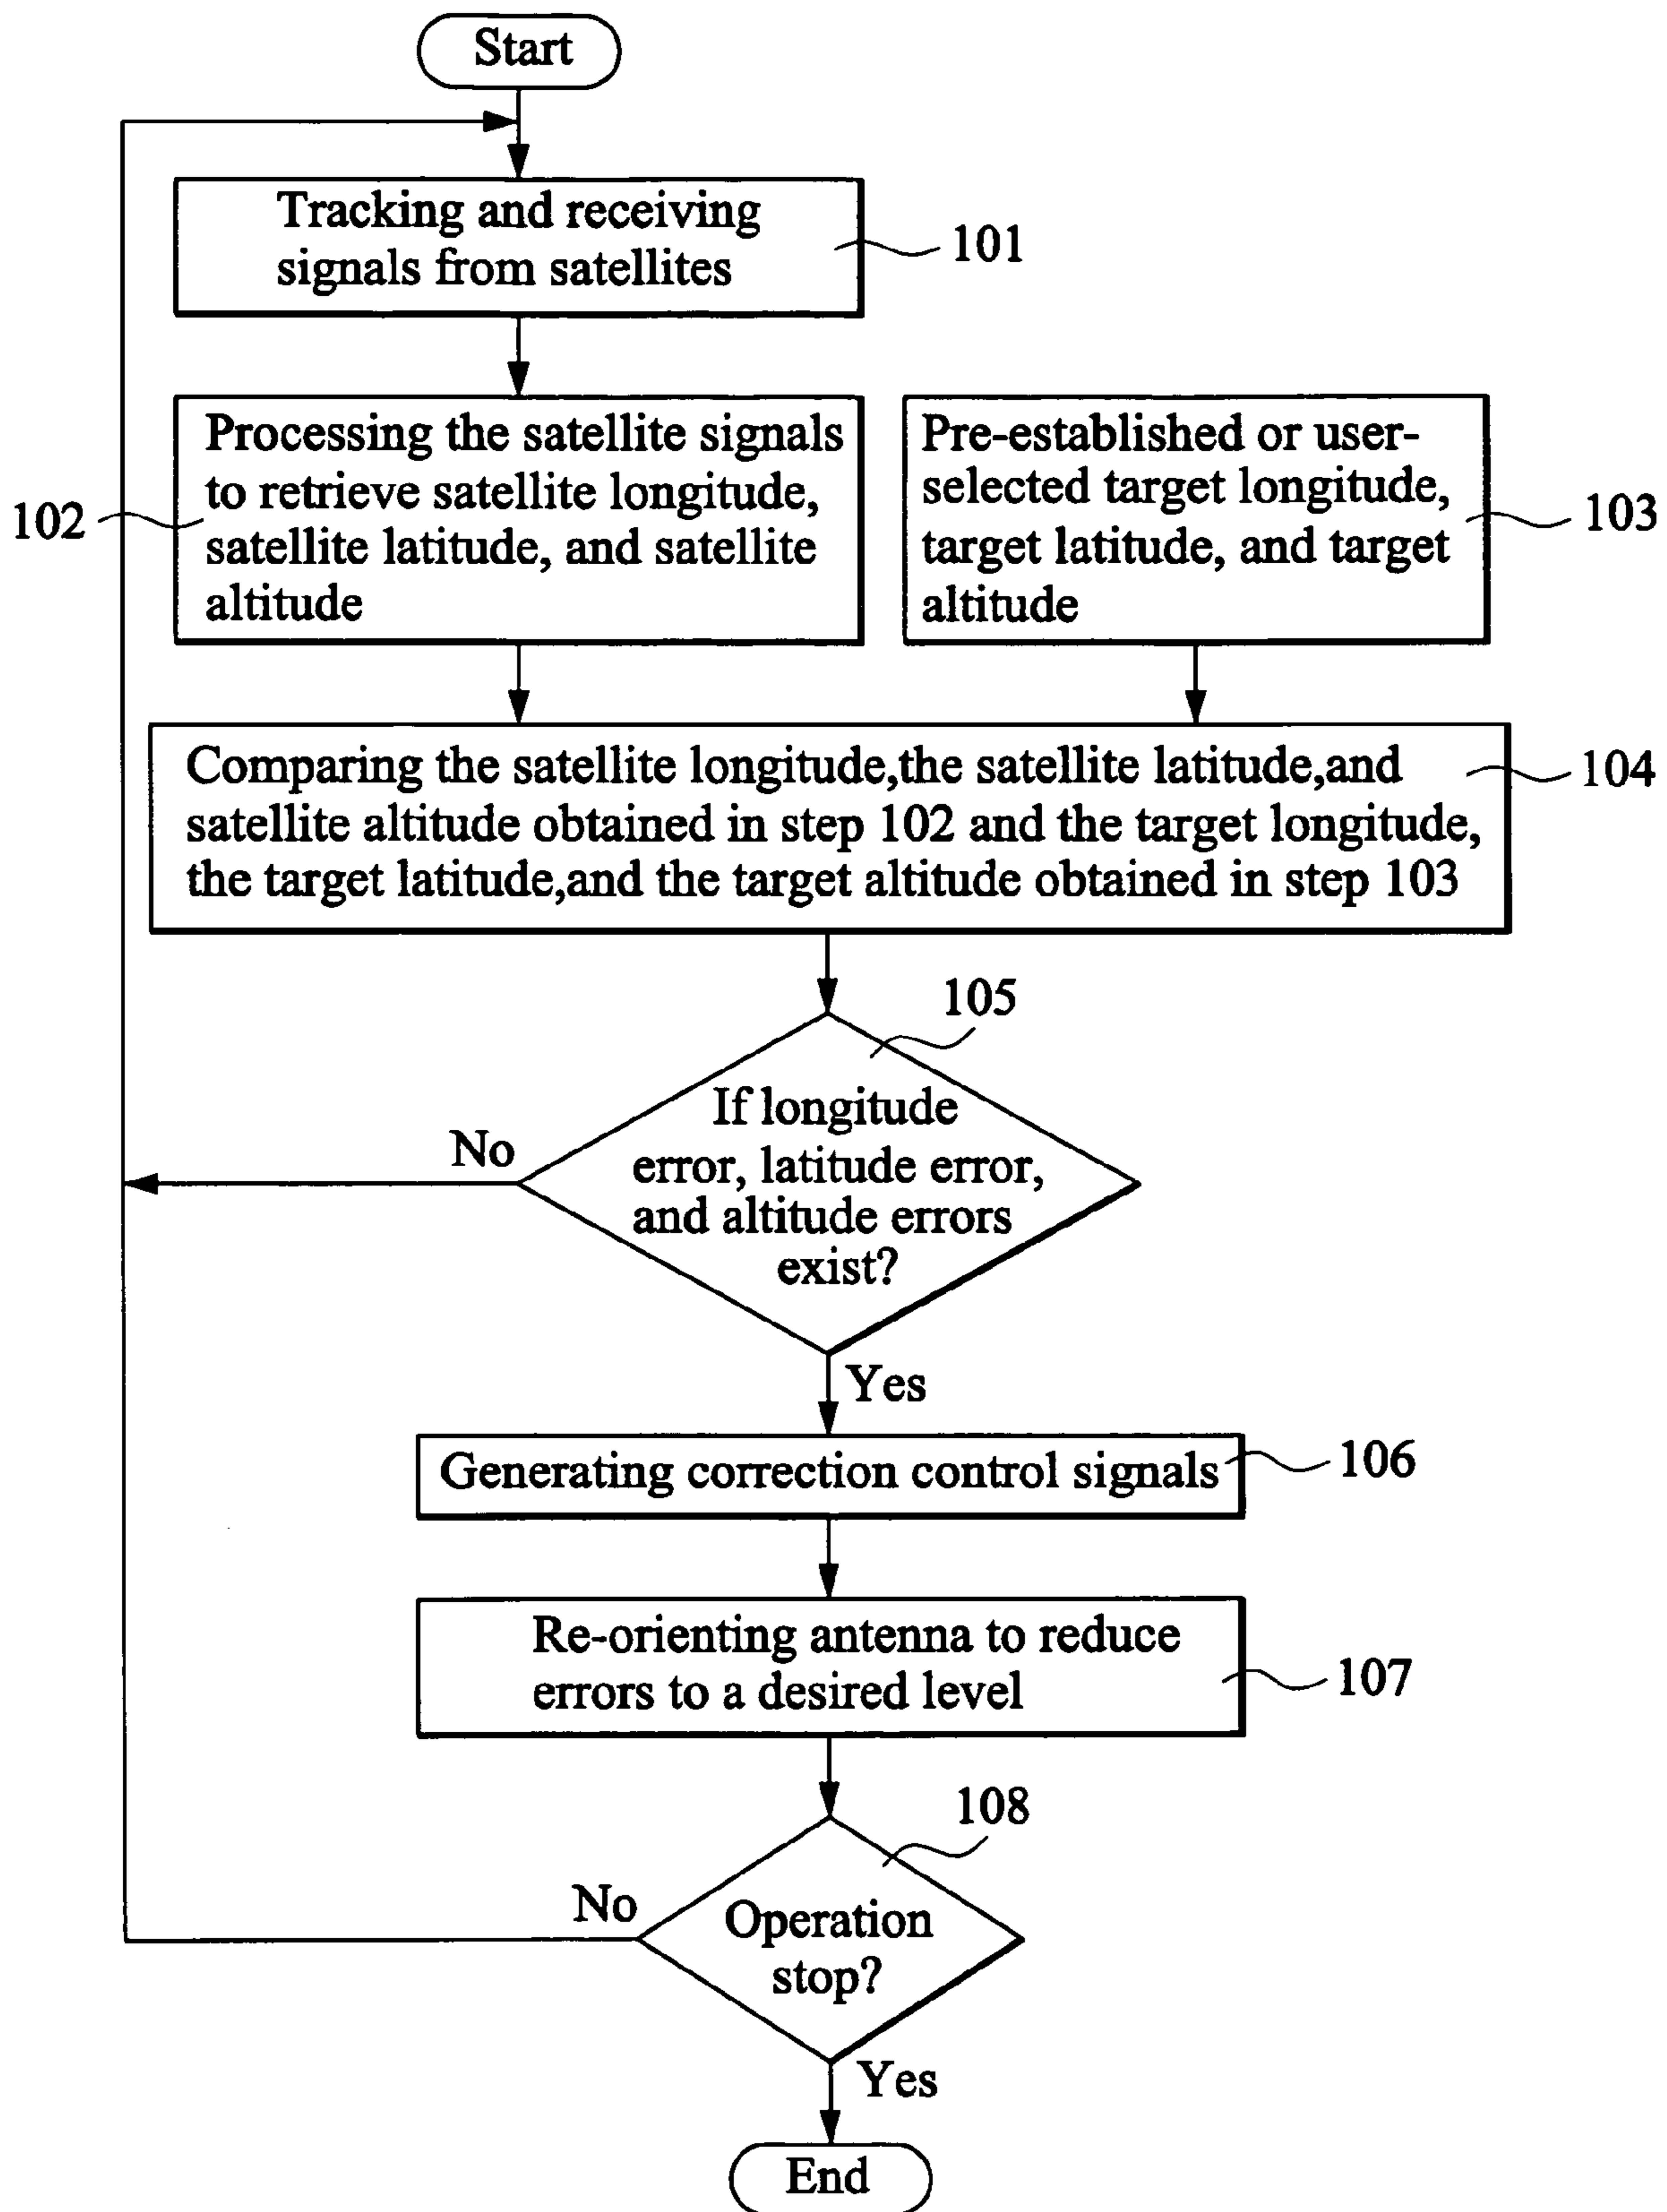 Start
Tracking and receiving
signals from satellites
101
Processing the satellite signals
to retrieve satellite longitude,
satellite latitude, and satellite
altitude
102
Pre-established or user-
selected target longitude,
target latitude, and target
altitude
103
Comparing the satellite longitude,the satellite latitude,and
satellite altitude obtained in step 102 and the target longitude,
the target latitude,and the target altitude obtained in step 103
104
105
If longitude
error, latitude error,
and altitude errors
exist?
No
Yes
Generating correction control signals
106
Re-orienting antenna to reduce
errors to a desired level
107
108
Operation
stop?
No
Yes
End